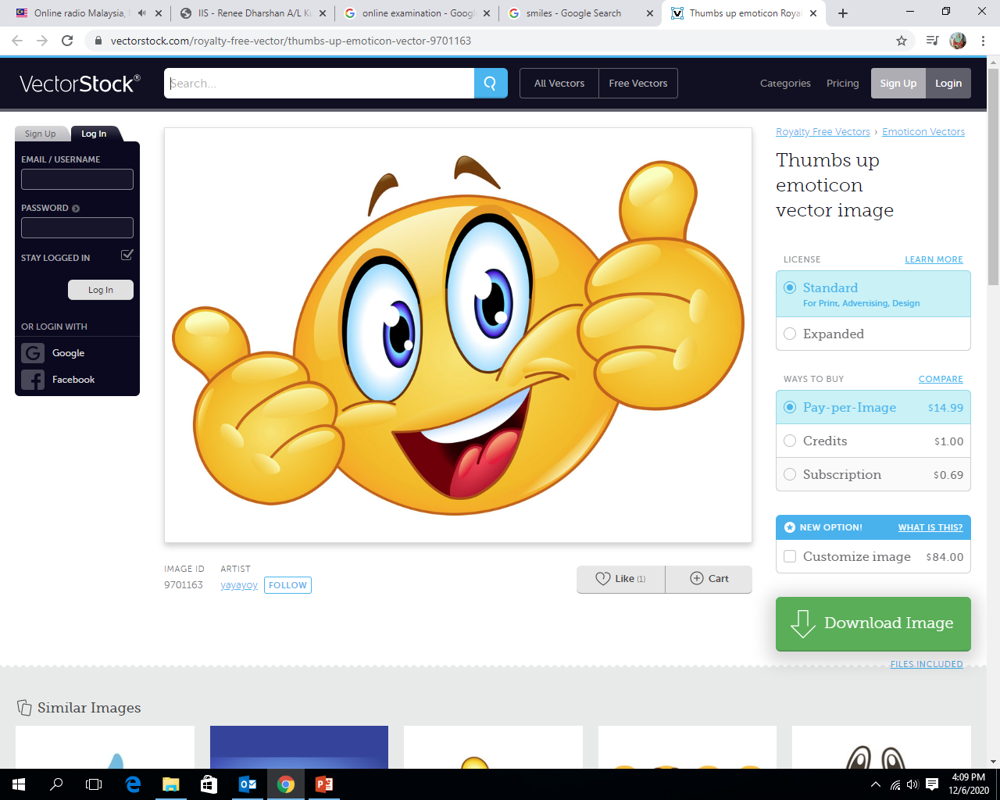 Online radio Malaysia,
IIS - Renee Dharshan A/L K
online examination - Goog
smiles - Google Search
Thumbs up emoticon Roya
vectorstock.com/royalty-free-vector/thumbs-up-emoticon-vector-9701163
VectorStock®
Search...
All Vectors
Free Vectors
Categories
Pricing
Sign Up
Login
Sign Up
Log In
EMAIL / USERNAME
PASSWORD
STAY LOGGED IN
Log In
OR LOGIN WITH
Google
Facebook
Royalty Free Vectors › Emoticon Vectors
Thumbs up
emoticon
vector image
LICENSE LEARN MORE
Standard
For Print, Advertising, Design
Expanded
WAYS TO BUY COMPARE
Pay-per-Image $14.99
Credits $1.00
Subscription $0.69
NEW OPTION! WHAT IS THIS?
Customize image $84.00
Download Image
FILES INCLUDED
IMAGE ID ARTIST
9701163 yayayoy FOLLOW
Like (1)
Cart
Similar Images
4:09 PM
12/6/2020